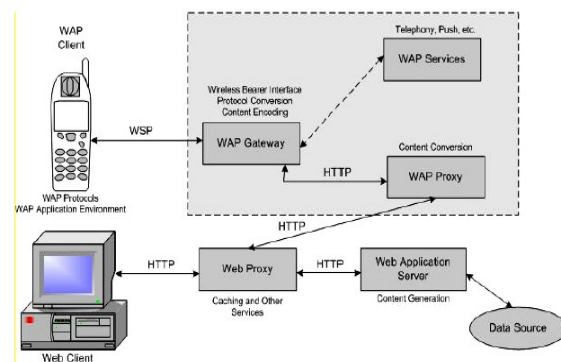 WAP
Client
Telephony, Push, etc.
WAP Services
Wireless Bearer Interface
Protocol Conversion
Content Encoding
WSP
WAP Gateway
Content Conversion
HTTP
WAP Proxy
WAP Protocols
WAP Application Environment
HTTP
HTTP
Web Proxy
HTTP
Web Application
Server
Caching and Other
Services
Content Generation
Data Source
Web Client